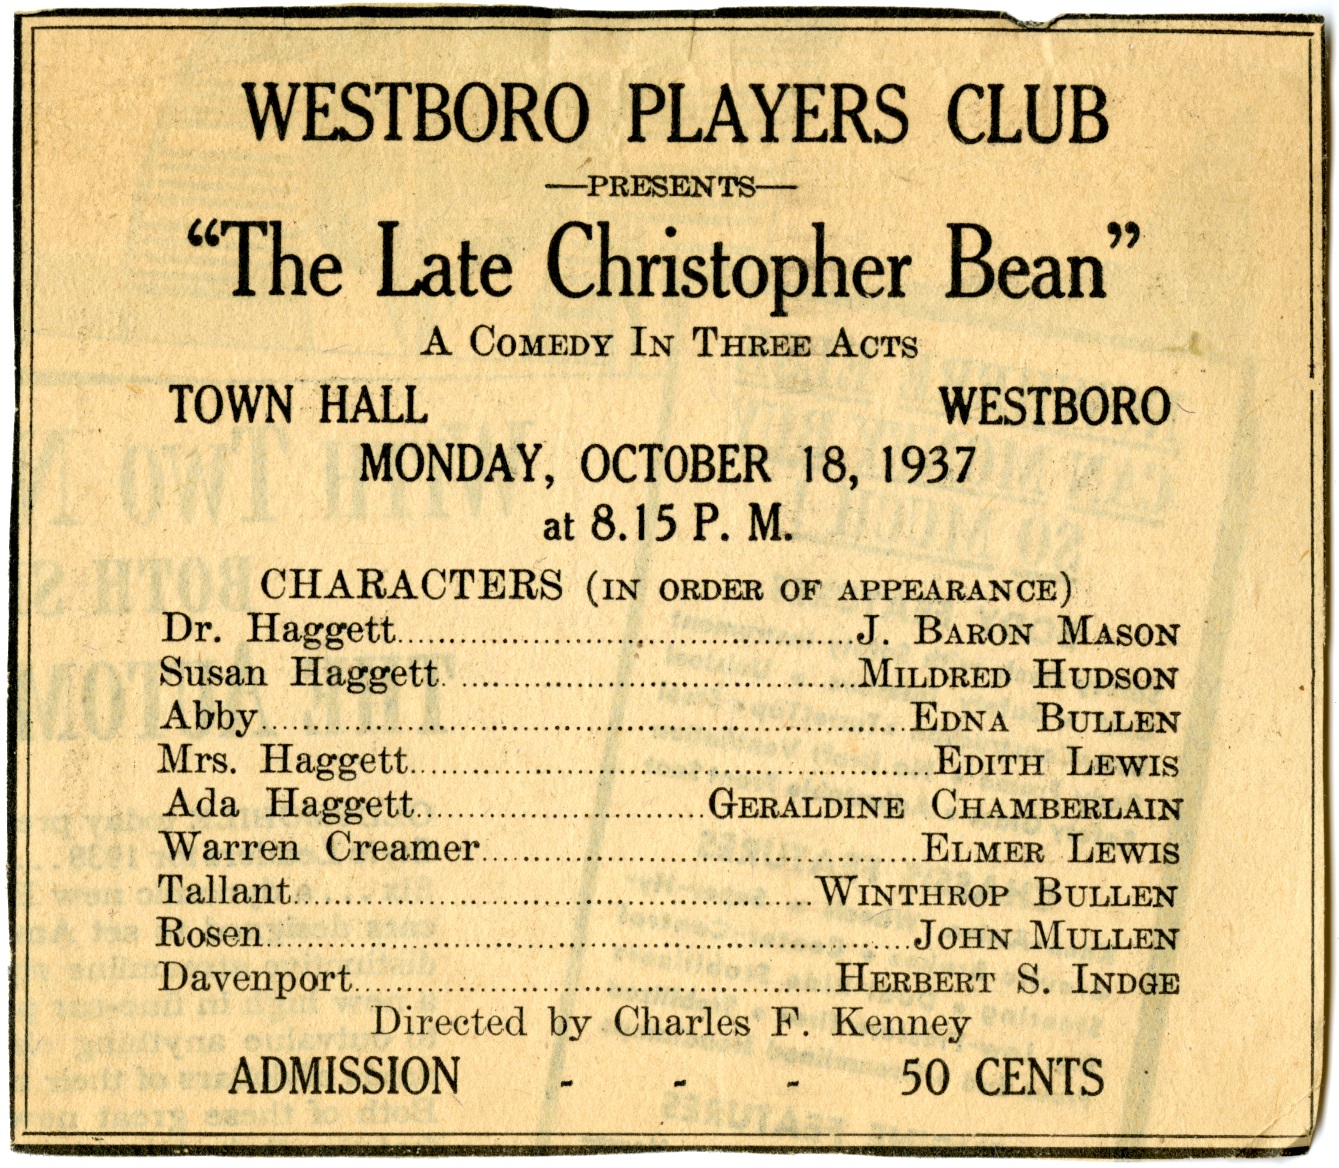 WESTBORO PLAYERS CLUB
—PRESENTS—
“The Late Christopher Bean”
A COMEDY IN THREE ACTS
TOWN HALL WESTBORO
MONDAY, OCTOBER 18, 1937
at 8.15 P. M.
CHARACTERS (IN ORDER OF APPEARANCE)
Dr. Haggett........................................J. BARON MASON
Susan Haggett. ...................................MILDRED HUDSON
Abby........................................................EDNA BULLEN
Mrs. Haggett.............................................EDITH LEWIS
Ada Haggett.........................GERALDINE CHAMBERLAIN
Warren Creamer......................................ELMER LEWIS
Tallant.............................................WINTHROP BULLEN
Rosen........................................................JOHN MULLEN
Davenport..........................................HERBERT S. INDGE
Directed by Charles F. Kenney
ADMISSION - - - 50 CENTS